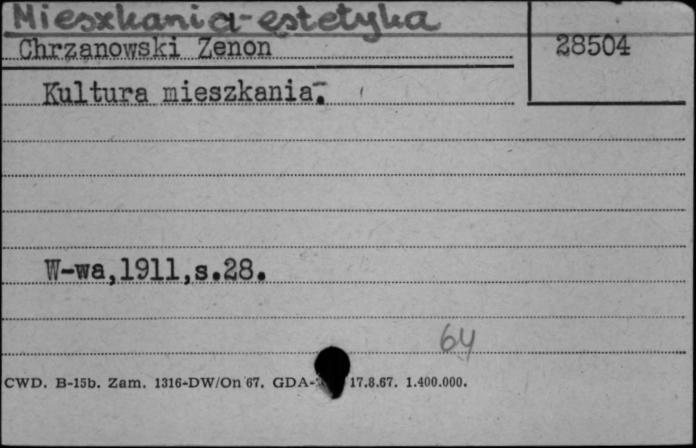 Mieszkania-estetyka
Chrzanowski Zenon
28504
Kultura mieszkania.
W-wa,1911,s.28.
64
CWD. B-15b. Zam. 1316-DW/On 67. GDA- 17.8.67. 1.400.000.